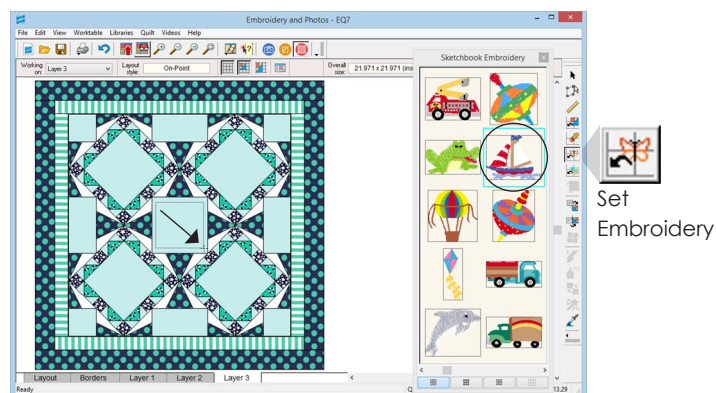 Embroidery and Photos - EQ7
File Edit View Worktable Libraries Quilt Videos Help
Working on: Layer 3
Layout style: On-Point
Overall size: 21.971 x 21.971 (ins
Sketchbook Embroidery
Set
Embroidery
Layout Borders Layer 1 Layer 2 Layer 3
Ready
13.29